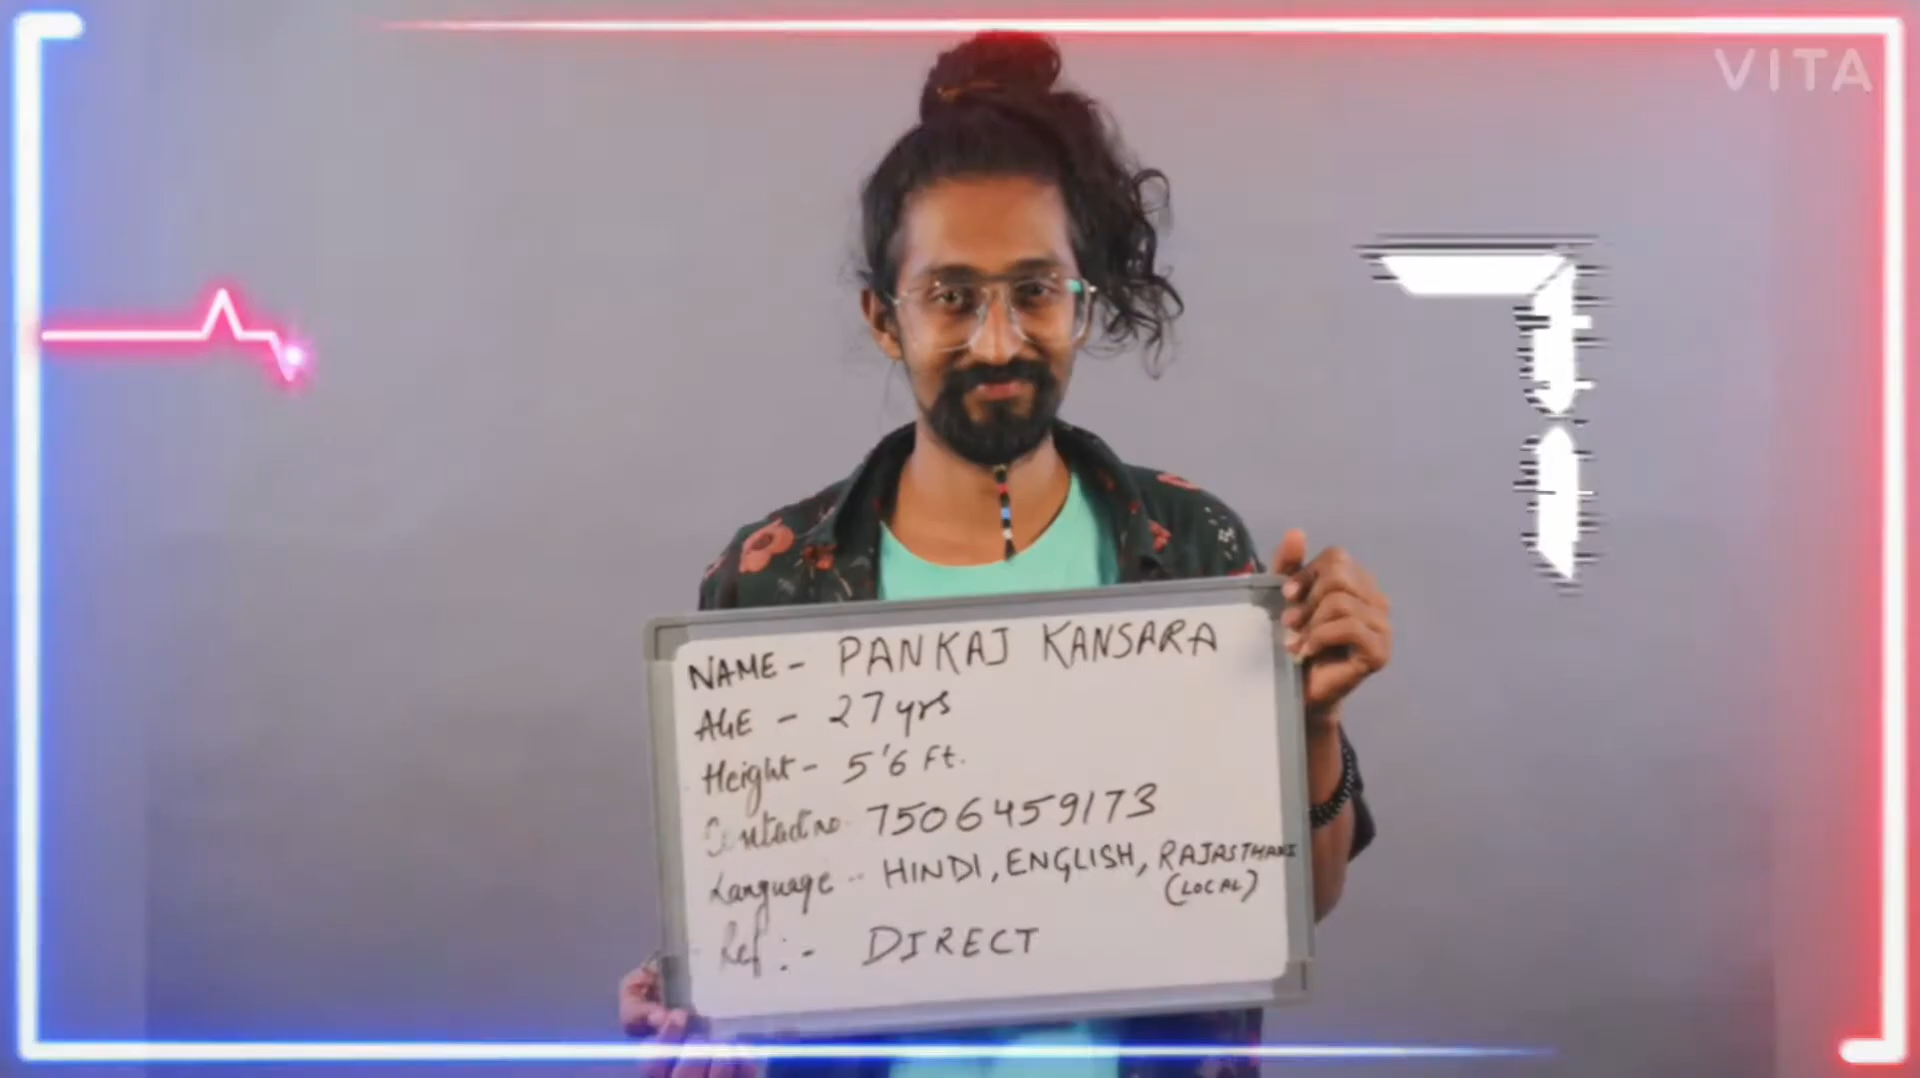 VITA
7
NAME - PANKAJ KANSARA
AGE - 27 yrs
Height - 5'6 Ft.
Contact no. 7506459173
Language - HINDI, ENGLISH, RAJASTHANI
(LOCAL)
Ref :- DIRECT